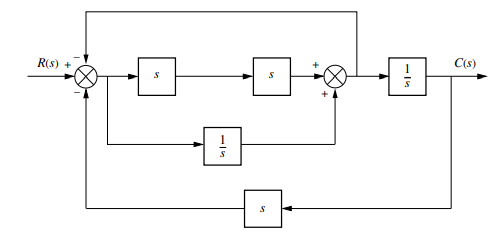 R(s) + − C(s)
s s + 1/s
− +
1/s
s